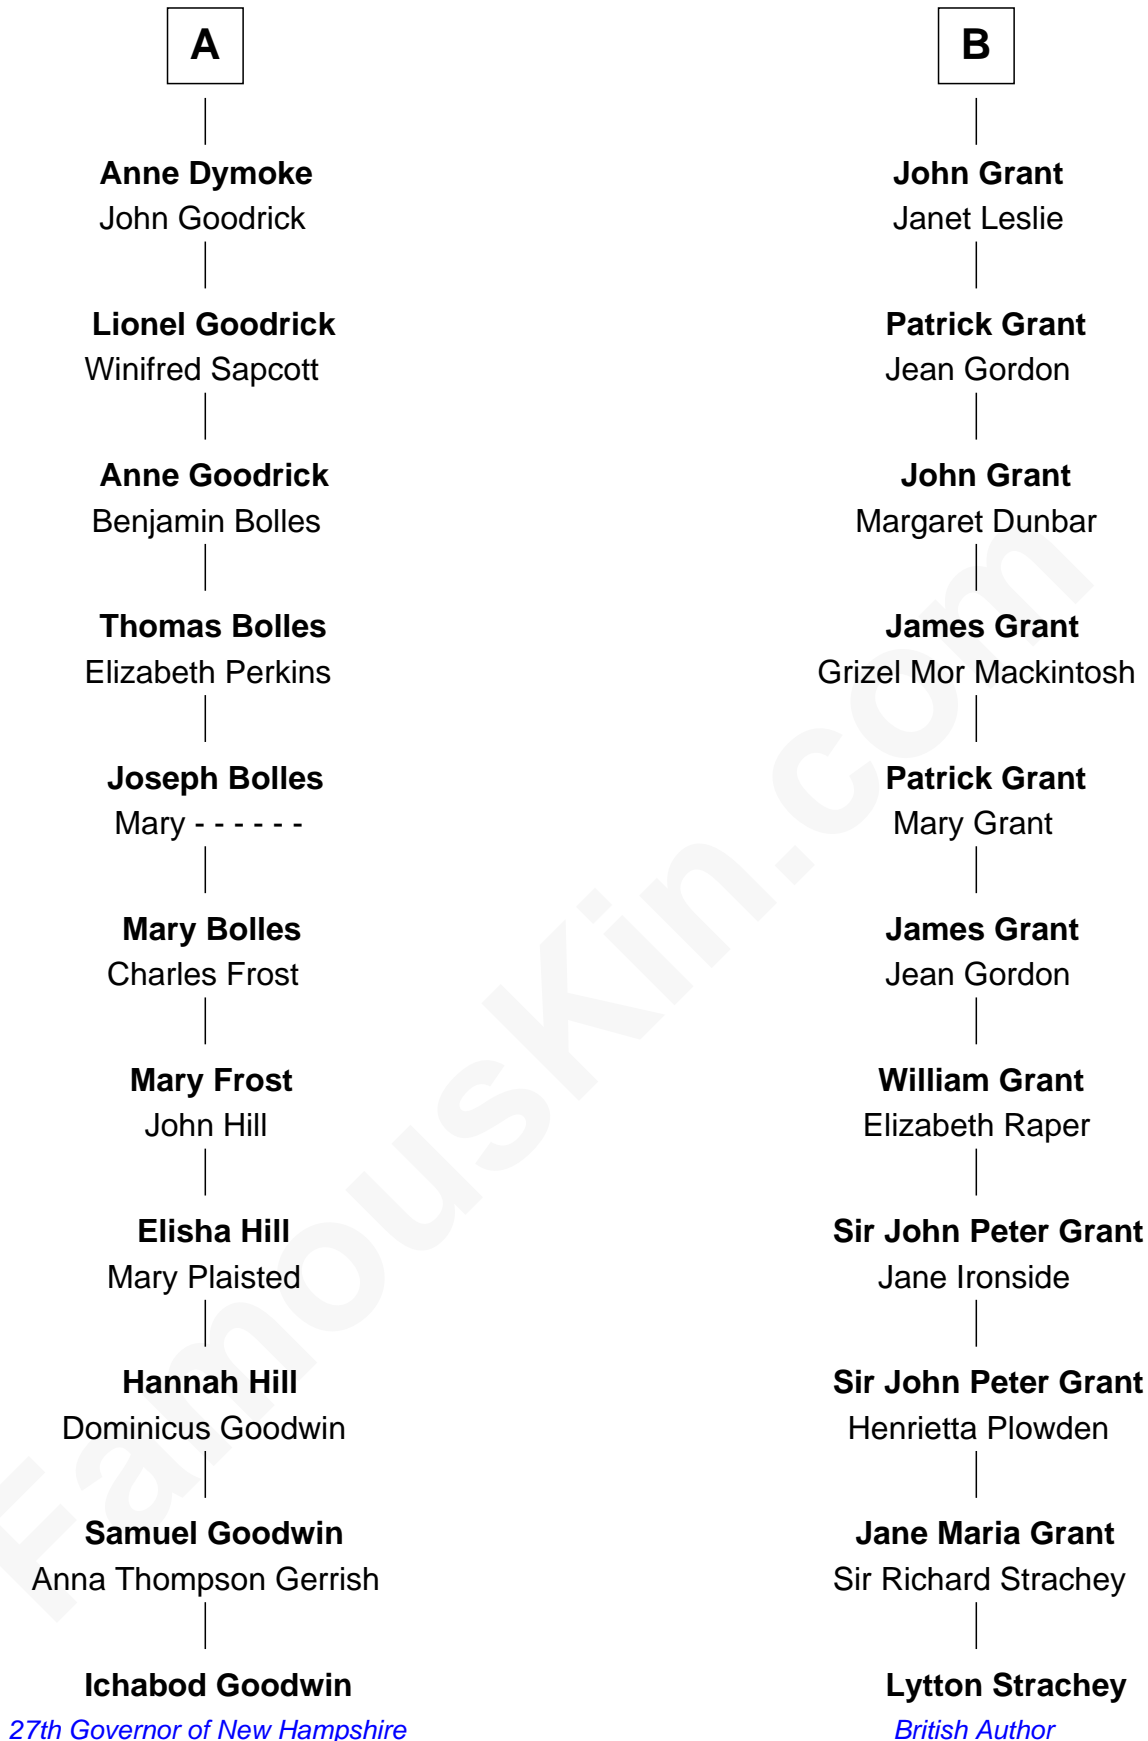 A
Anne Dymoke
John Goodrick
Lionel Goodrick
Winifred Sapcott
Anne Goodrick
Benjamin Bolles
Thomas Bolles
Elizabeth Perkins
Joseph Bolles
Mary - - - - - -
Mary Bolles
Charles Frost
Mary Frost
John Hill
Elisha Hill
Mary Plaisted
Hannah Hill
Dominicus Goodwin
Samuel Goodwin
Anna Thompson Gerrish
Ichabod Goodwin
27th Governor of New Hampshire
B
John Grant
Janet Leslie
Patrick Grant
Jean Gordon
John Grant
Margaret Dunbar
James Grant
Grizel Mor Mackintosh
Patrick Grant
Mary Grant
James Grant
Jean Gordon
William Grant
Elizabeth Raper
Sir John Peter Grant
Jane Ironside
Sir John Peter Grant
Henrietta Plowden
Jane Maria Grant
Sir Richard Strachey
Lytton Strachey
British Author
FamousKin.com